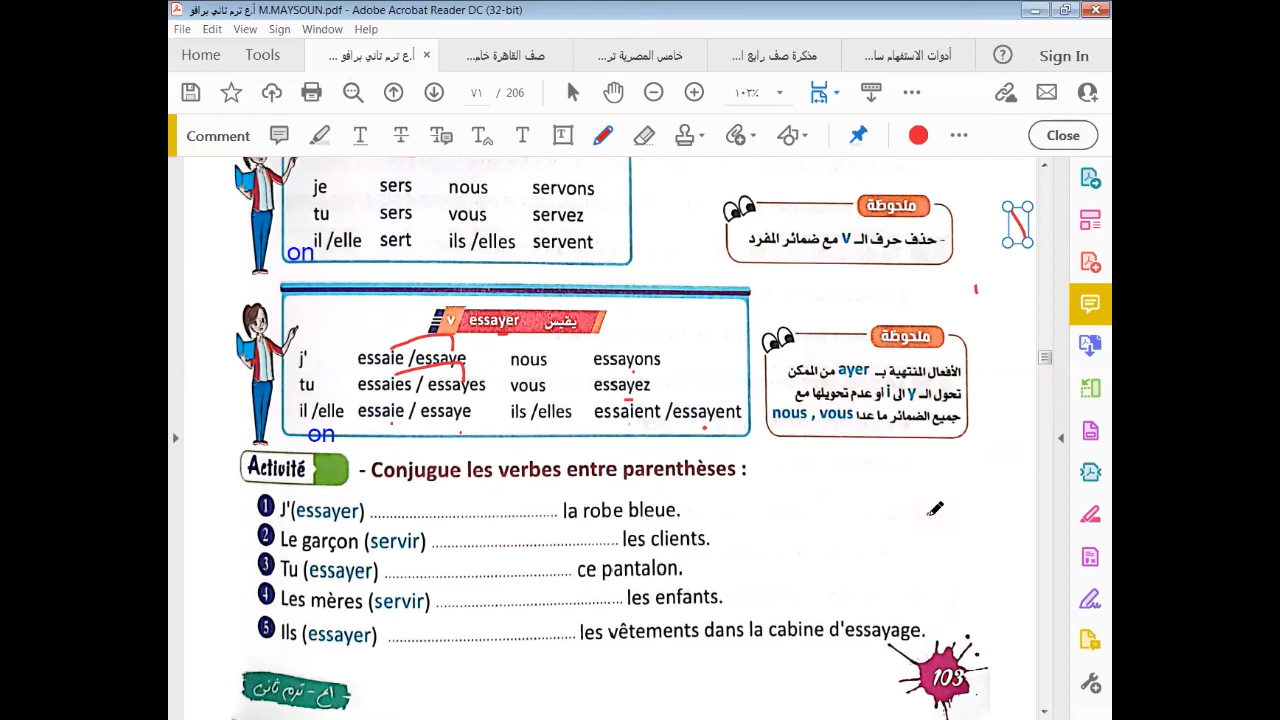 أ.ع ترم تاني برافو M.MAYSOUN.pdf - Adobe Acrobat Reader DC (32-bit)
File Edit View Sign Window Help
Home Tools أ.ع ترم تاني برافو ... × صف القاهرة خام... خامس المصرية تر... مذكرة صف رابع ا... أدوات الاستفهام سا... Sign In
٧١ / 206 ١٠٣٪
Comment Close
je sers nous servons
tu sers vous servez
il /elle sert ils /elles servent
on
ملحوظة
- حذف حرف الـ v مع ضمائر المفرد
٧ essayer يقيس
j' essaie /essaye nous essayons
tu essaies / essayes vous essayez
il /elle essaie / essaye ils /elles essaient /essayent
on
ملحوظة
الأفعال المنتهية بـ ayer من الممكن
تحول الـ y الى i أو عدم تحويلها مع
جميع الضمائر ما عدا nous , vous
Activité - Conjugue les verbes entre parenthèses :
1 J'(essayer) ................................................ la robe bleue.
2 Le garçon (servir) ................................................ les clients.
3 Tu (essayer) ................................................ ce pantalon.
4 Les mères (servir) ................................................ les enfants.
5 Ils (essayer) ................................................ les vêtements dans la cabine d'essayage.
103
١ع - ترم ثانى